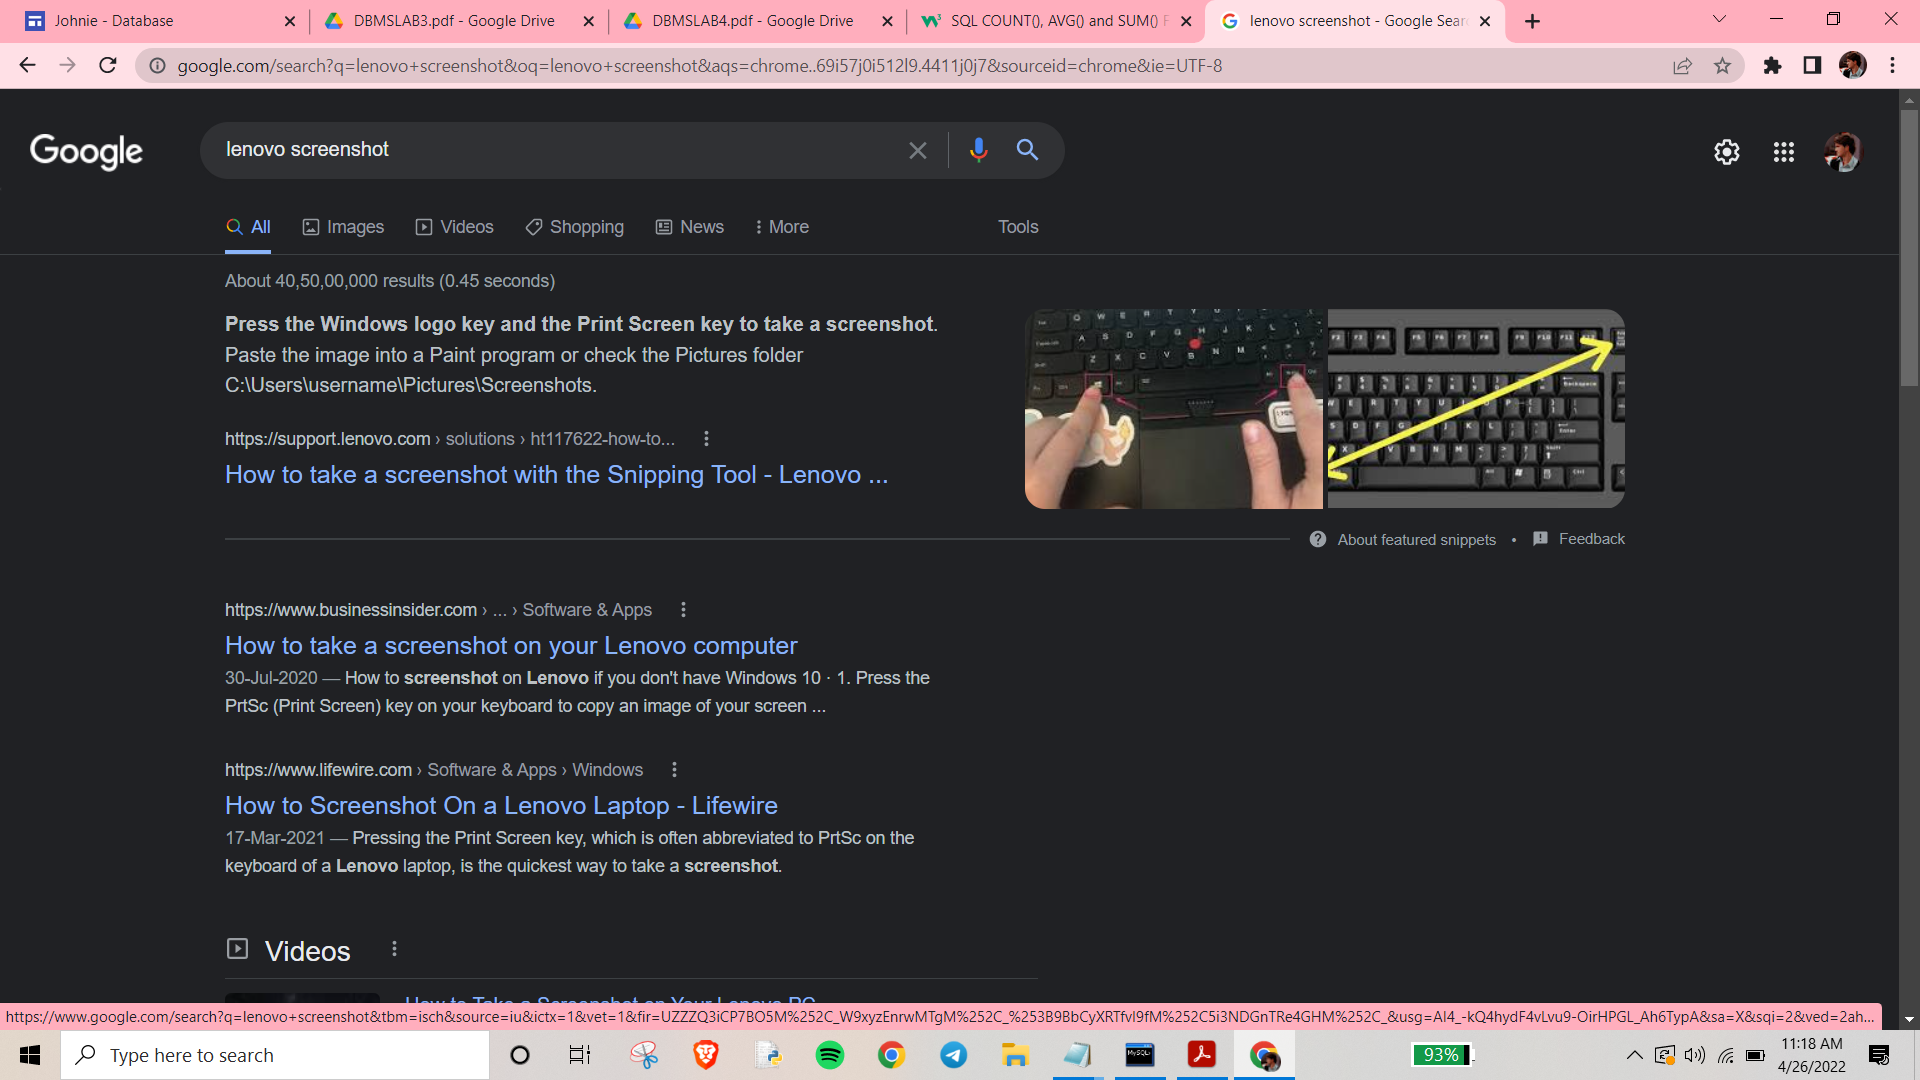 Johnie - Database
DBMSLAB3.pdf - Google Drive
DBMSLAB4.pdf - Google Drive
SQL COUNT(), AVG() and SUM()
lenovo screenshot - Google Sear
google.com/search?q=lenovo+screenshot&oq=lenovo+screenshot&aqs=chrome..69i57j0i512l9.4411j0j7&sourceid=chrome&ie=UTF-8
Google
lenovo screenshot
All
Images
Videos
Shopping
News
More
Tools
About 40,50,00,000 results (0.45 seconds)
Press the Windows logo key and the Print Screen key to take a screenshot.
Paste the image into a Paint program or check the Pictures folder
C:\Users\username\Pictures\Screenshots.
https://support.lenovo.com › solutions › ht117622-how-to...
How to take a screenshot with the Snipping Tool - Lenovo ...
About featured snippets • Feedback
https://www.businessinsider.com › ... › Software & Apps
How to take a screenshot on your Lenovo computer
30-Jul-2020 — How to screenshot on Lenovo if you don't have Windows 10 · 1. Press the
PrtSc (Print Screen) key on your keyboard to copy an image of your screen ...
https://www.lifewire.com › Software & Apps › Windows
How to Screenshot On a Lenovo Laptop - Lifewire
17-Mar-2021 — Pressing the Print Screen key, which is often abbreviated to PrtSc on the
keyboard of a Lenovo laptop, is the quickest way to take a screenshot.
Videos
How to Take a Screenshot on Your Lenovo PC
https://www.google.com/search?q=lenovo+screenshot&tbm=isch&source=iu&ictx=1&vet=1&fir=UZZZQ3iCP7BO5M%252C_W9xyzEnrwMTgM%252C_%253B9BbCyXRTfvI9fM%252C5i3NDGnTRe4GHM%252C_&usg=AI4_-kQ4hydF4vLvu9-OirHPGL_Ah6TypA&sa=X&sqi=2&ved=2ah...
Type here to search
MySQL
93%
11:18 AM
4/26/2022